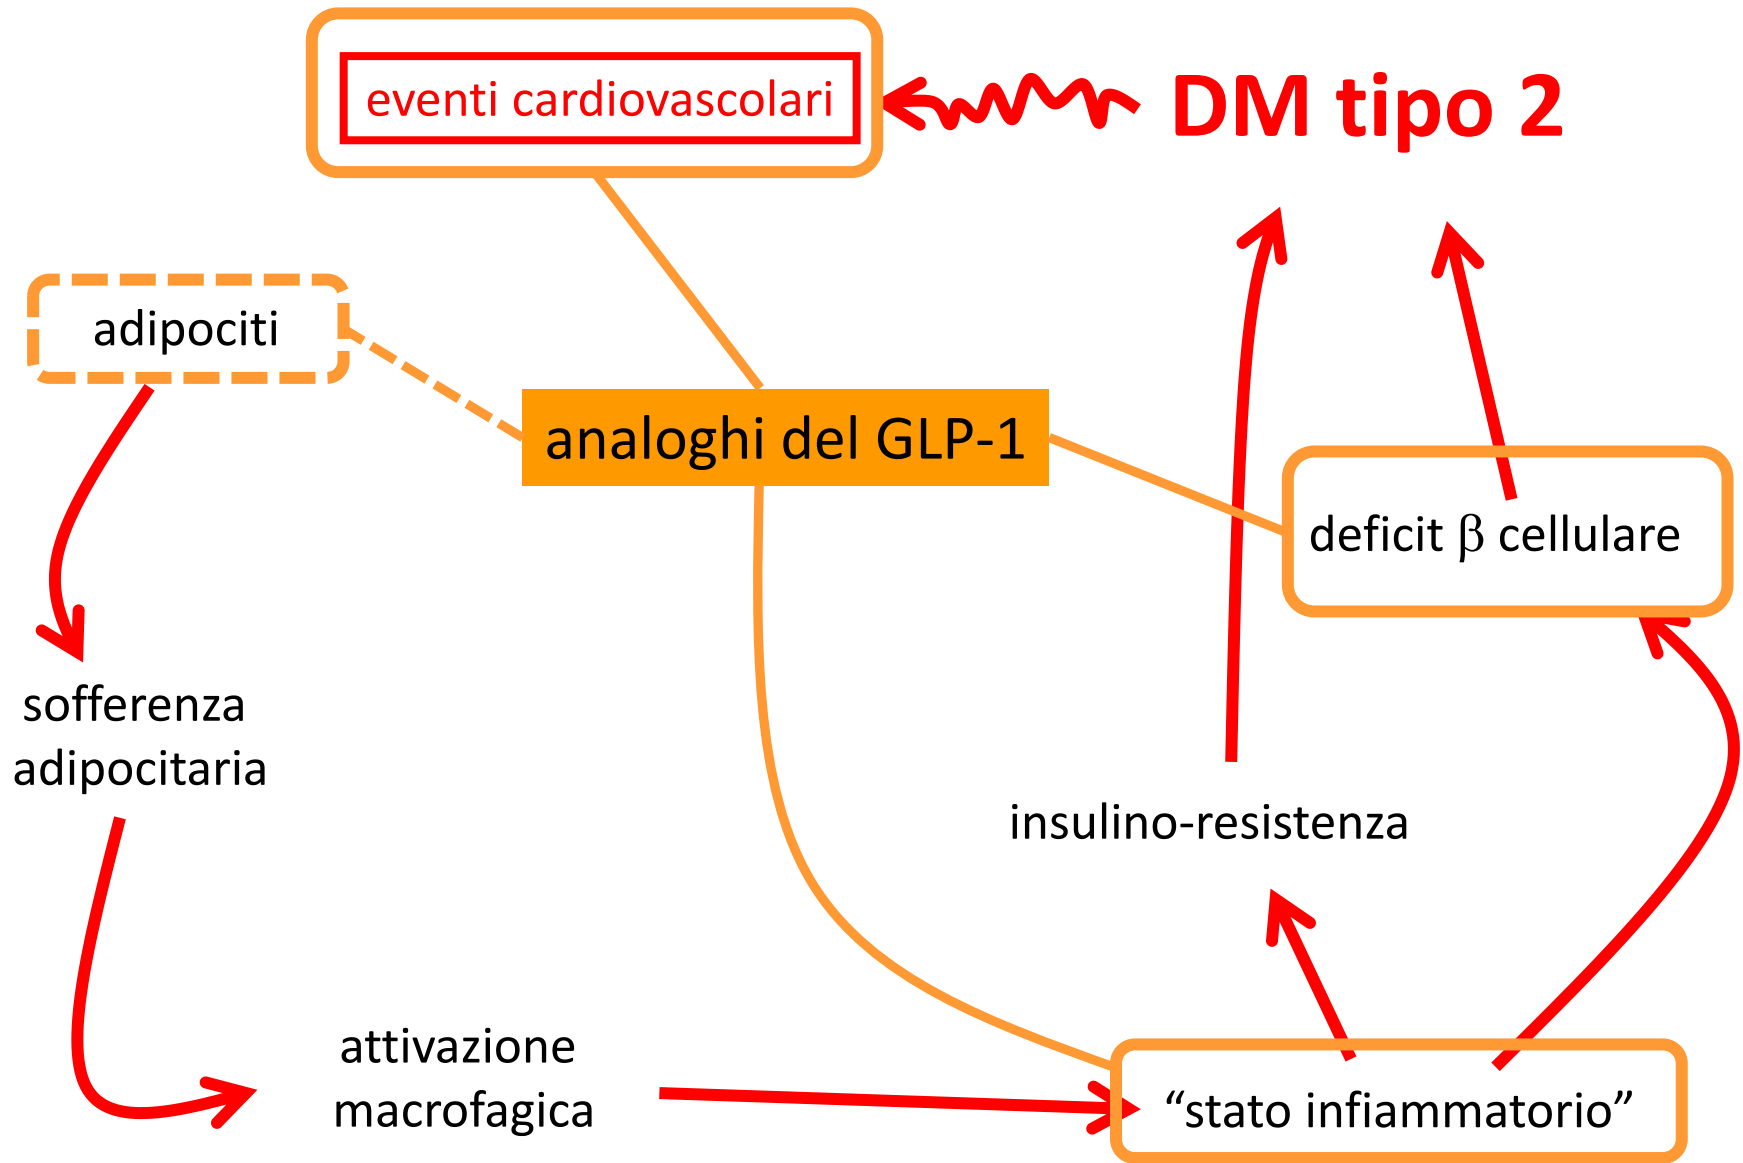 eventi cardiovascolari
DM tipo 2
adipociti
analoghi del GLP-1
deficit β cellulare
sofferenza
adipocitaria
insulino-resistenza
attivazione
macrofagica
“stato infiammatorio”